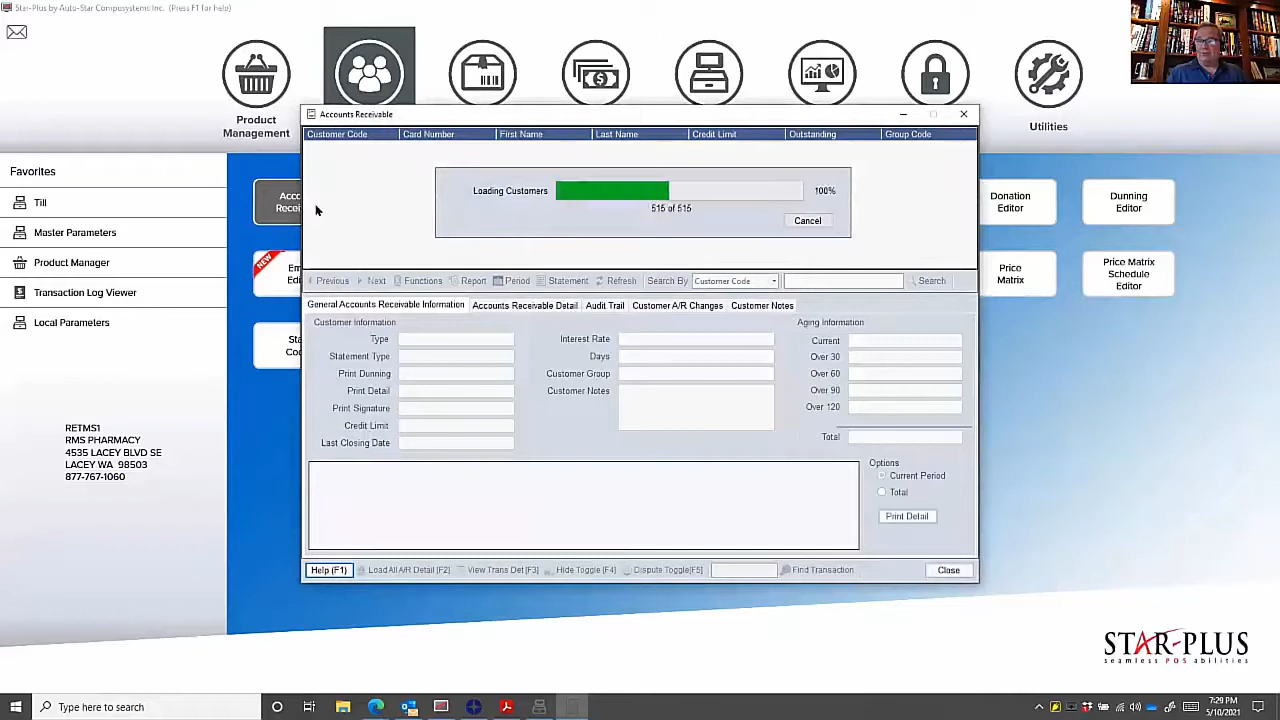 Star-Plus by Auto-Star Compusystems Inc. (Press F1 for help)
Product
Management
Utilities
Favorites
Till
Master Parameters
Product Manager
Transaction Log Viewer
Local Parameters
RETMS1
RMS PHARMACY
4535 LACEY BLVD SE
LACEY WA 98503
877-767-1060
NEW
Donation
Editor
Dunning
Editor
Price
Matrix
Price Matrix
Schedule
Editor
Accounts Receivable
Customer Code Card Number First Name Last Name Credit Limit Outstanding Group Code
Loading Customers 100%
515 of 515
Cancel
Previous Next Functions Report Period Statement Refresh Search By Customer Code Search
General Accounts Receivable Information Accounts Receivable Detail Audit Trail Customer A/R Changes Customer Notes
Customer Information
Type
Statement Type
Print Dunning
Print Detail
Print Signature
Credit Limit
Last Closing Date
Interest Rate
Days
Customer Group
Customer Notes
Aging Information
Current
Over 30
Over 60
Over 90
Over 120
Total
Options
Current Period
Total
Print Detail
Help (F1) Load All A/R Detail [F2] View Trans Det[F3] Hide Toggle [F4] Dispute Toggle[F5] Find Transaction Close
STAR-PLUS
seamless POS abilities
Type here to search
7:29 PM
5/10/2021